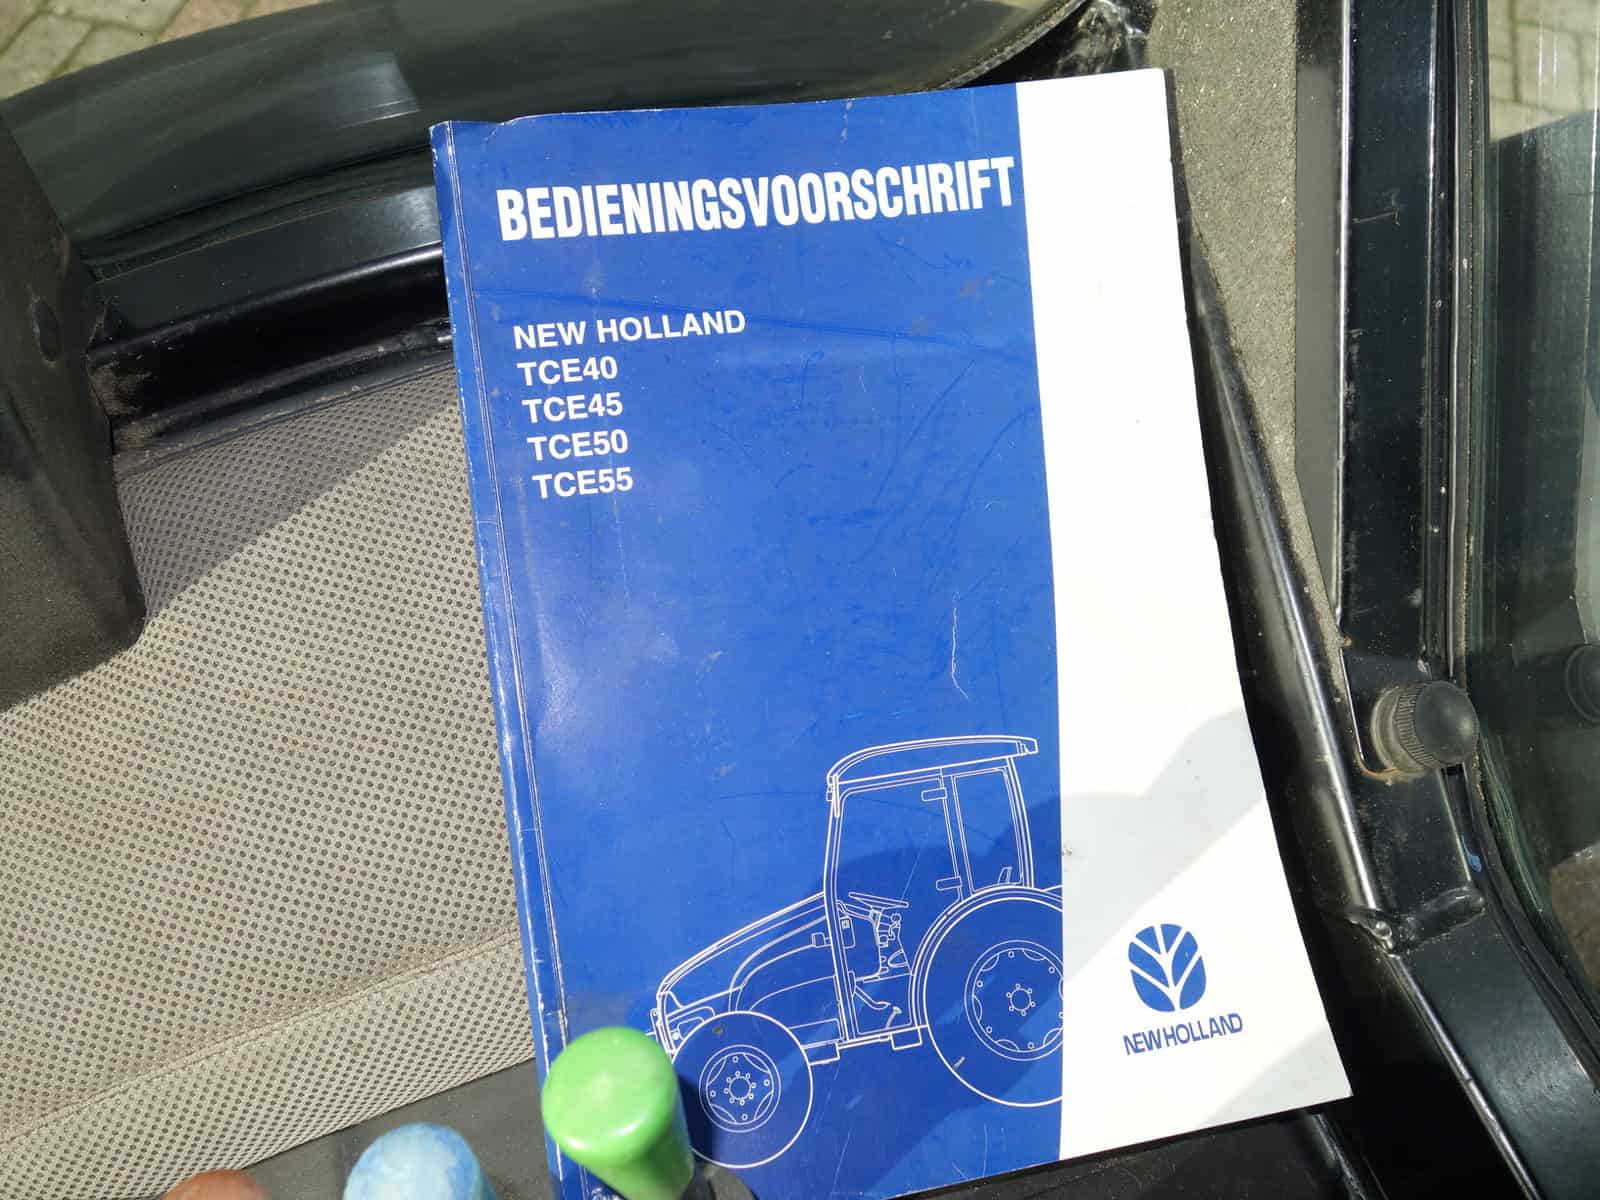 BEDIENINGSVOORSCHRIFT
NEW HOLLAND
TCE40
TCE45
TCE50
TCE55
NEW HOLLAND